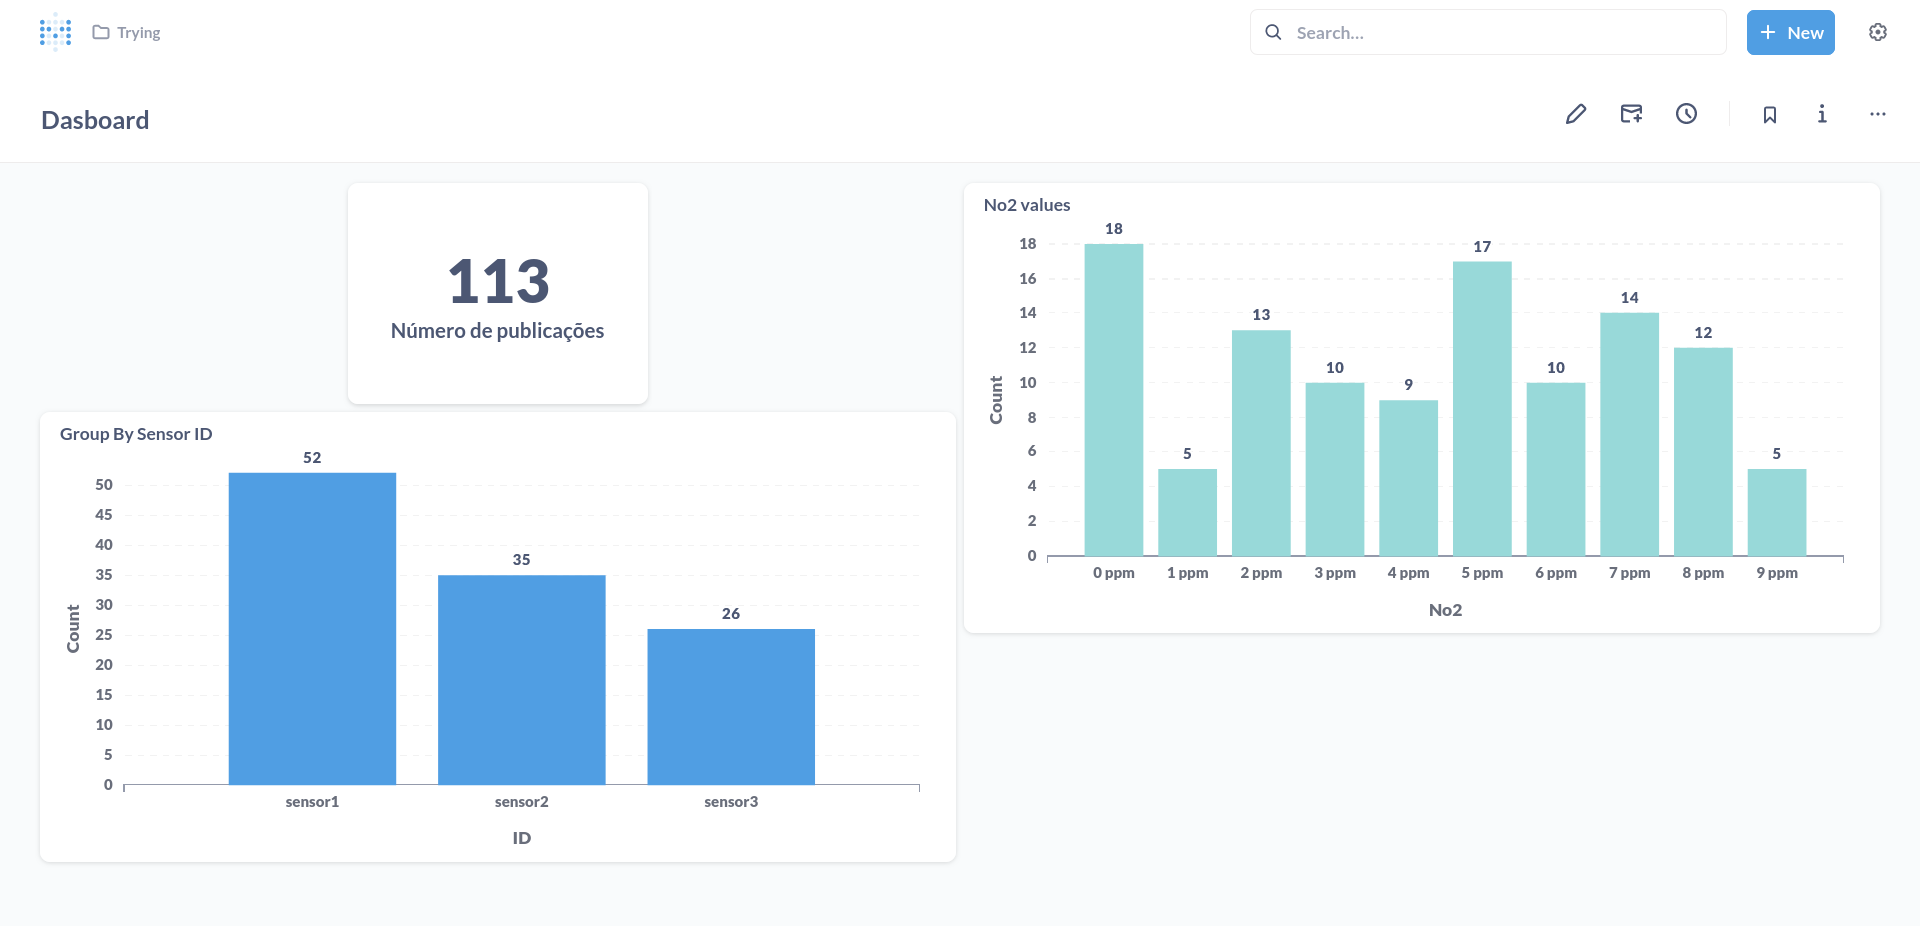 Trying
Search...
New
Dasboard
113
Número de publicações
Group By Sensor ID
52
35
26
50
45
40
35
30
25
20
15
10
5
0
Count
sensor1 sensor2 sensor3
ID
No2 values
18
5
13
10
9
17
10
14
12
5
18
16
14
12
10
8
6
4
2
0
Count
0 ppm 1 ppm 2 ppm 3 ppm 4 ppm 5 ppm 6 ppm 7 ppm 8 ppm 9 ppm
No2